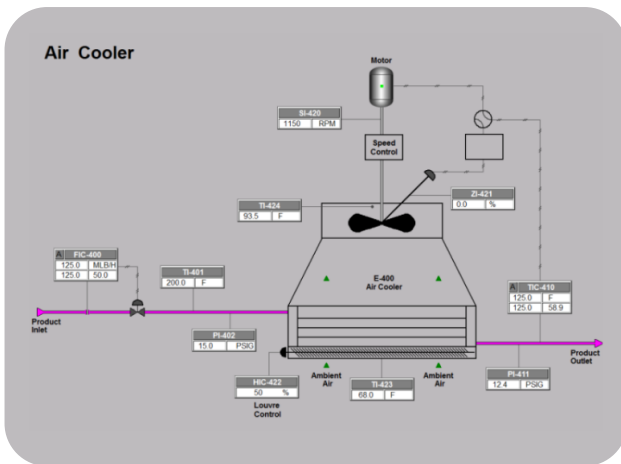 Air Cooler
Motor
SI-420
1150 RPM
Speed
Control
ZI-421
0.0 %
TI-424
93.5 F
FIC-400
A
125.0 MLB/H
125.0 50.0
TI-401
200.0 F
E-400
Air Cooler
TIC-410
A
125.0 F
125.0 58.9
Product
Inlet
PI-402
15.0 PSIG
Product
Outlet
PI-411
12.4 PSIG
HIC-422
50 %
Louvre
Control
Ambient
Air
TI-423
68.0 F
Ambient
Air